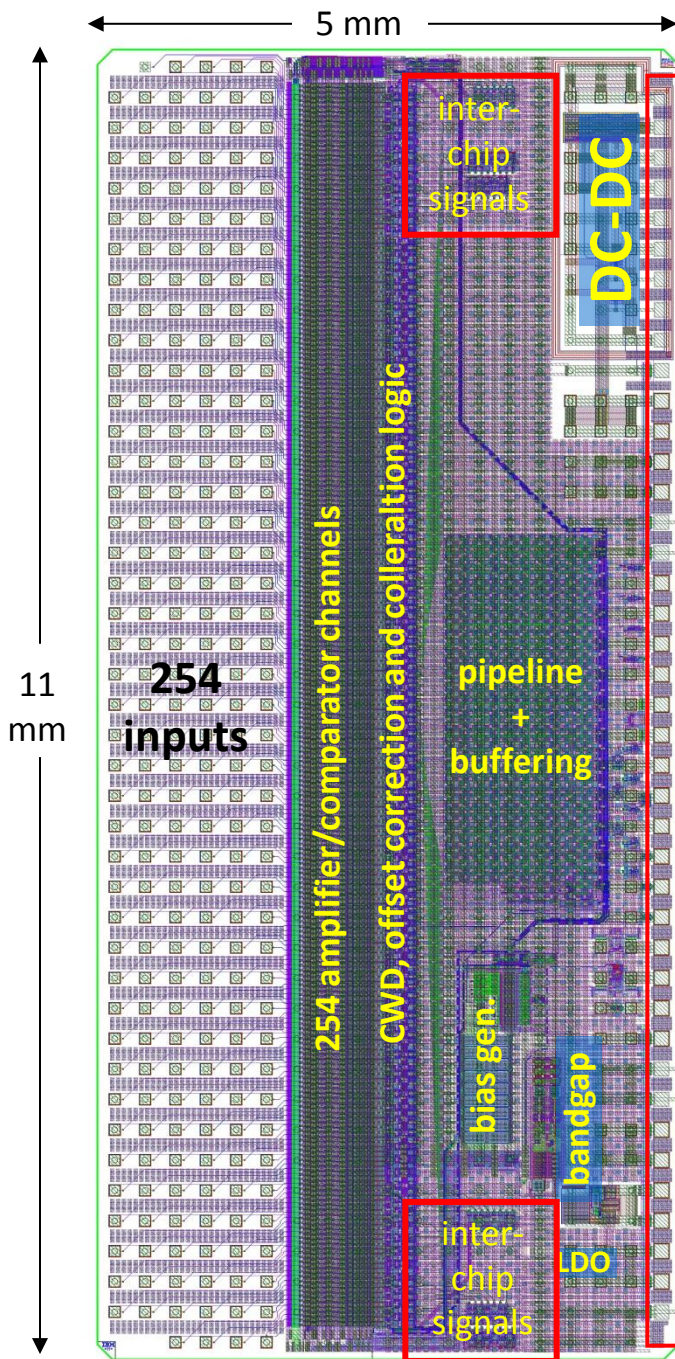 5 mm
inter-
chip
signals
DC-DC
11
mm
254
inputs
254 amplifier/comparator channels
CWD, offset correction and colleraltion logic
pipeline
+
buffering
bias gen.
bandgap
inter-
chip
signals
LDO